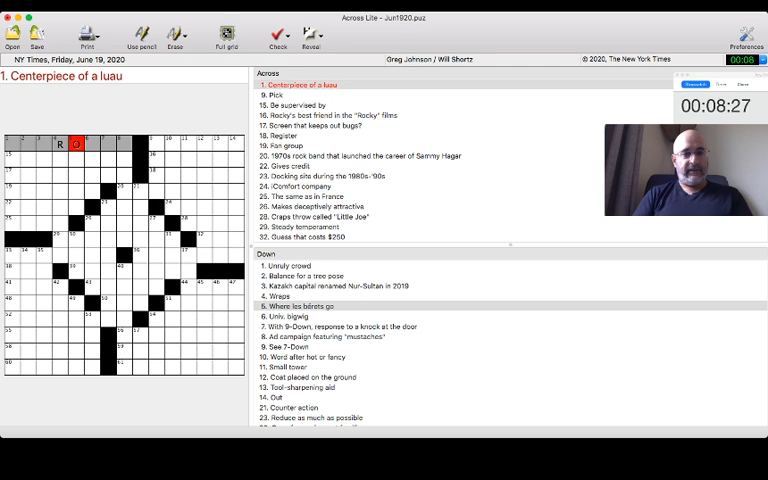 Across Lite - Jun1920.puz
Open Save Print Use pencil Erase Full grid Check Reveal Preferences
NY Times, Friday, June 19, 2020 Greg Johnson / Will Shortz © 2020, The New York Times 00:08
1. Centerpiece of a luau
R O
Across
1. Centerpiece of a luau
9. Pick
15. Be supervised by
16. Rocky's best friend in the "Rocky" films
17. Screen that keeps out bugs?
18. Register
19. Fan group
20. 1970s rock band that launched the career of Sammy Hagar
22. Gives credit
23. Docking site during the 1980s-'90s
24. iComfort company
25. The same as in France
26. Makes deceptively attractive
28. Craps throw called "Little Joe"
29. Steady temperament
32. Guess that costs $250
00:08:27
Down
1. Unruly crowd
2. Balance for a tree pose
3. Kazakh capital renamed Nur-Sultan in 2019
4. Wraps
5. Where les bérets go
6. Univ. bigwig
7. With 9-Down, response to a knock at the door
8. Ad campaign featuring "mustaches"
9. See 7-Down
10. Word after hot or fancy
11. Small tower
12. Coat placed on the ground
13. Tool-sharpening aid
14. Out
21. Counter action
23. Reduce as much as possible